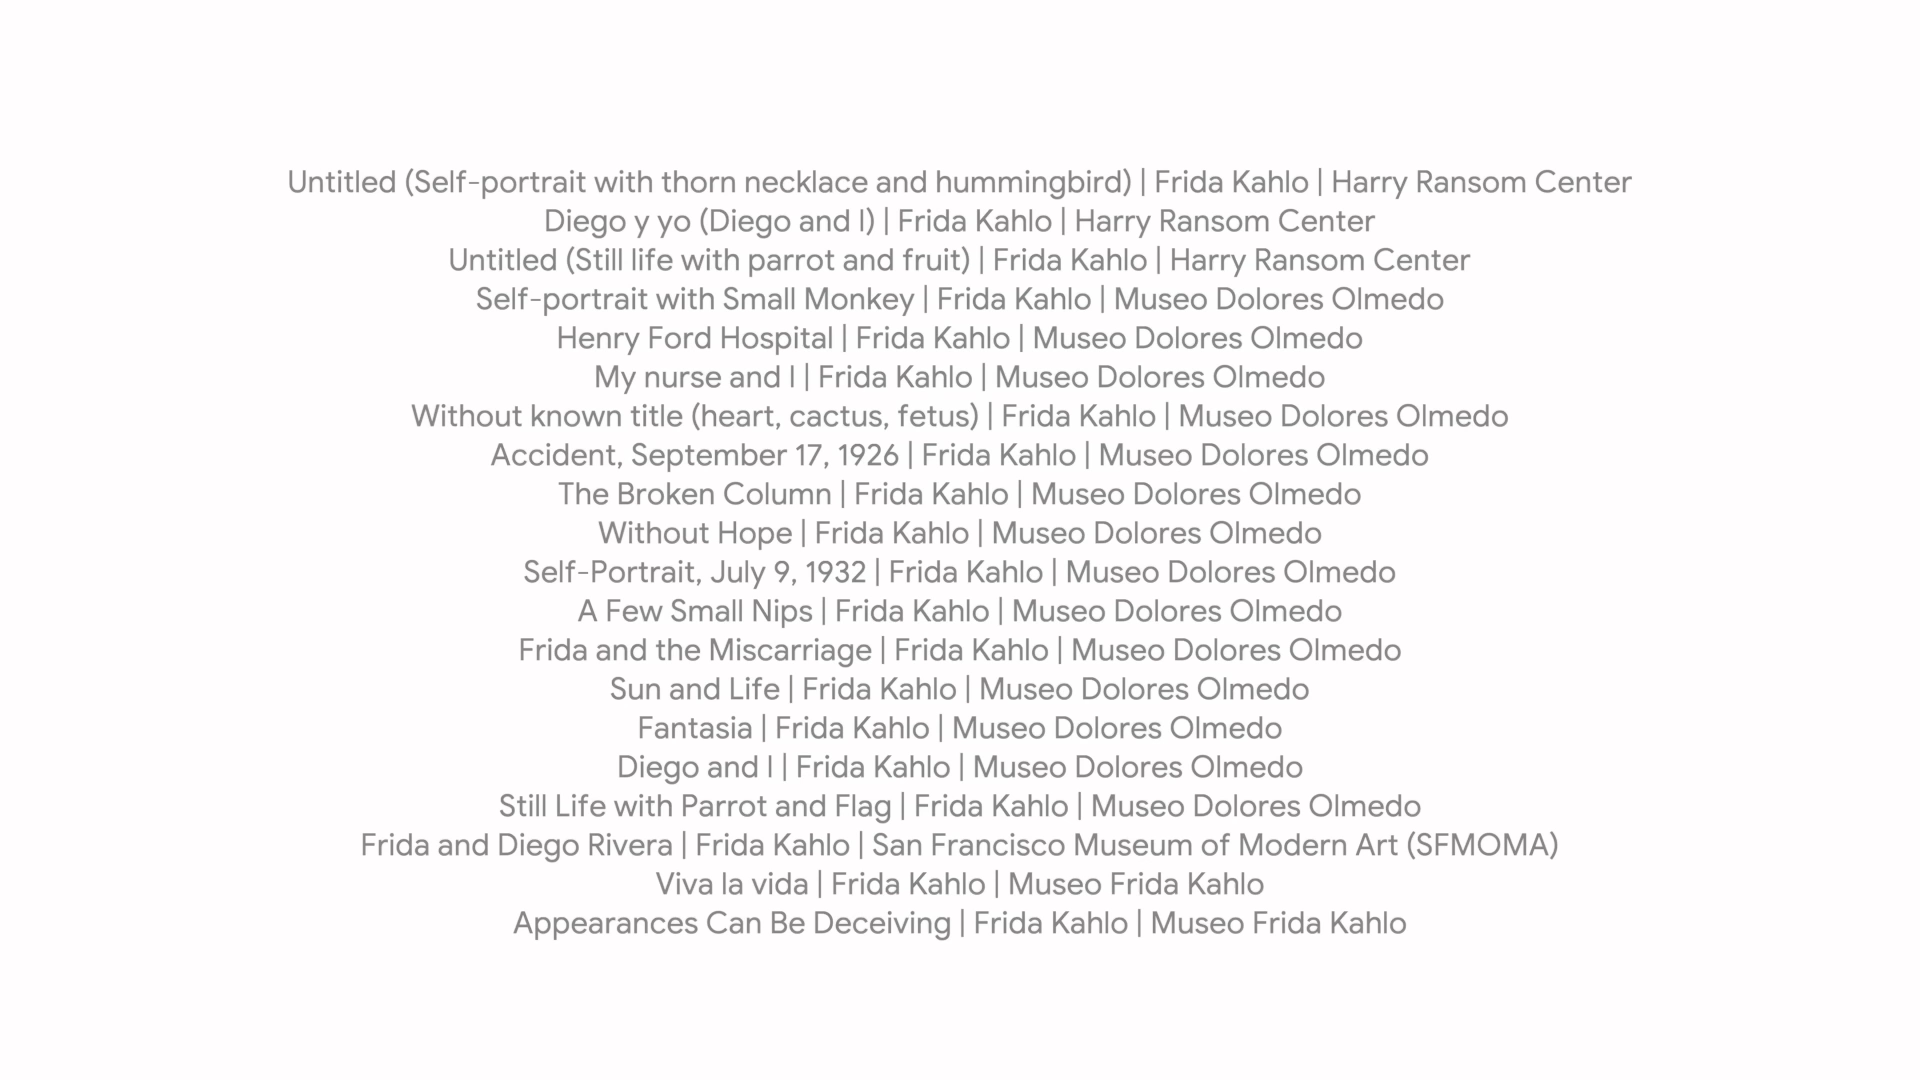 Untitled (Self-portrait with thorn necklace and hummingbird) | Frida Kahlo | Harry Ransom Center
Diego y yo (Diego and I) | Frida Kahlo | Harry Ransom Center
Untitled (Still life with parrot and fruit) | Frida Kahlo | Harry Ransom Center
Self-portrait with Small Monkey | Frida Kahlo | Museo Dolores Olmedo
Henry Ford Hospital | Frida Kahlo | Museo Dolores Olmedo
My nurse and I | Frida Kahlo | Museo Dolores Olmedo
Without known title (heart, cactus, fetus) | Frida Kahlo | Museo Dolores Olmedo
Accident, September 17, 1926 | Frida Kahlo | Museo Dolores Olmedo
The Broken Column | Frida Kahlo | Museo Dolores Olmedo
Without Hope | Frida Kahlo | Museo Dolores Olmedo
Self-Portrait, July 9, 1932 | Frida Kahlo | Museo Dolores Olmedo
A Few Small Nips | Frida Kahlo | Museo Dolores Olmedo
Frida and the Miscarriage | Frida Kahlo | Museo Dolores Olmedo
Sun and Life | Frida Kahlo | Museo Dolores Olmedo
Fantasia | Frida Kahlo | Museo Dolores Olmedo
Diego and I | Frida Kahlo | Museo Dolores Olmedo
Still Life with Parrot and Flag | Frida Kahlo | Museo Dolores Olmedo
Frida and Diego Rivera | Frida Kahlo | San Francisco Museum of Modern Art (SFMOMA)
Viva la vida | Frida Kahlo | Museo Frida Kahlo
Appearances Can Be Deceiving | Frida Kahlo | Museo Frida Kahlo